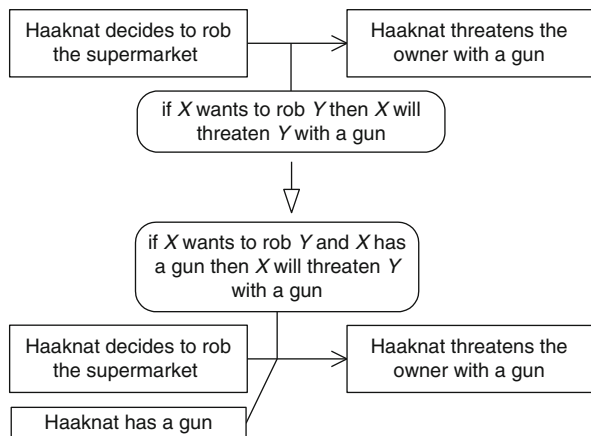 Haaknat decides to rob
the supermarket
Haaknat threatens the
owner with a gun
if X wants to rob Y then X will
threaten Y with a gun
if X wants to rob Y and X has
a gun then X will threaten Y
with a gun
Haaknat decides to rob
the supermarket
Haaknat threatens the
owner with a gun
Haaknat has a gun